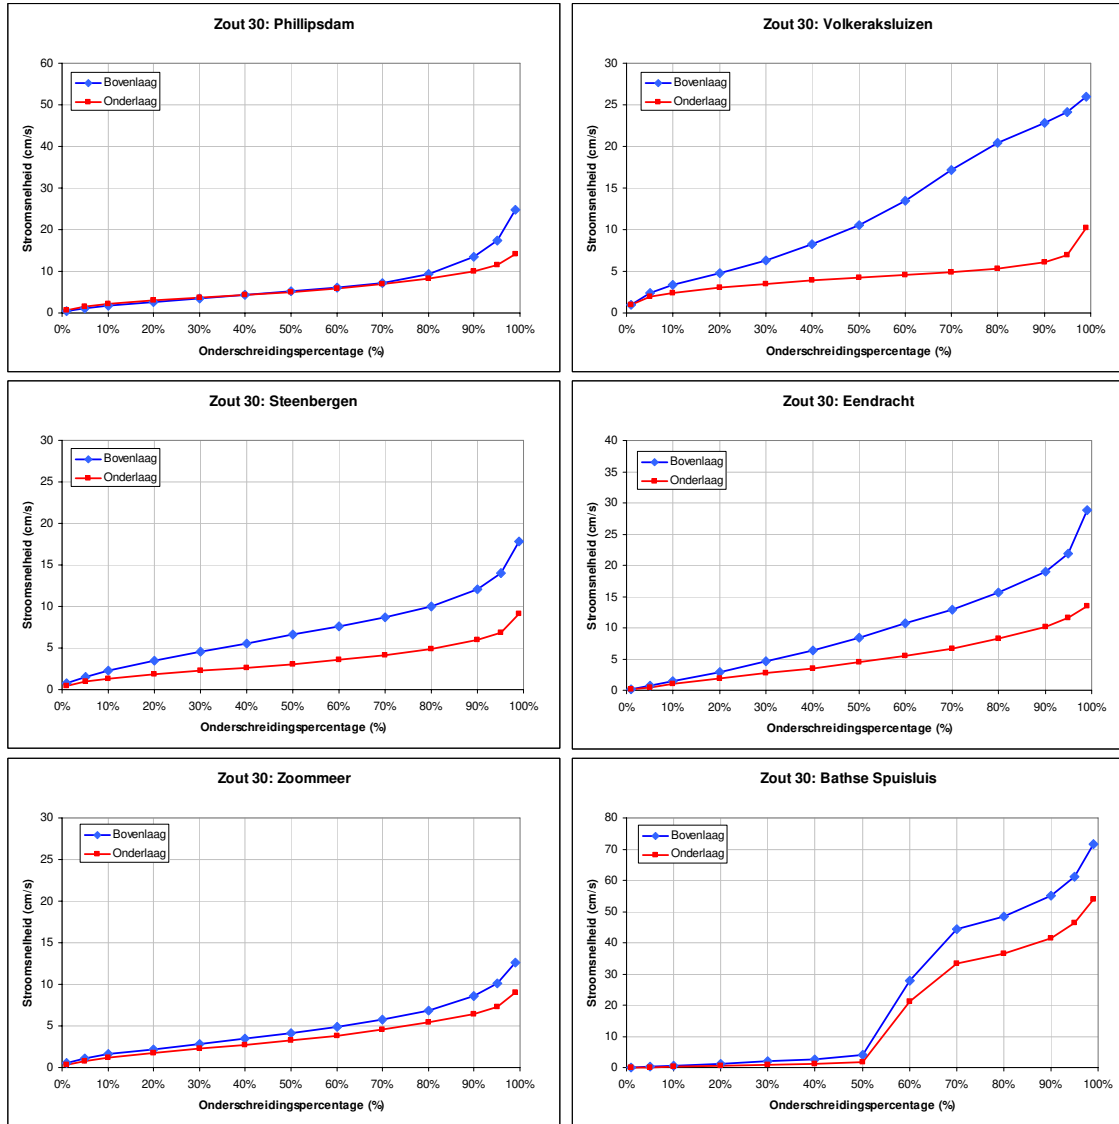 Zout 30: Phillipsdam
Stroomsnelheid (cm/s)
60
50
40
30
20
10
0
Bovenlaag
Onderlaag
0% 10% 20% 30% 40% 50% 60% 70% 80% 90% 100%
Onderschreidingspercentage (%)
Zout 30: Volkeraksluizen
Stroomsnelheid (cm/s)
30
25
20
15
10
5
0
Bovenlaag
Onderlaag
0% 10% 20% 30% 40% 50% 60% 70% 80% 90% 100%
Onderschreidingspercentage (%)
Zout 30: Steenbergen
Stroomsnelheid (cm/s)
30
25
20
15
10
5
0
Bovenlaag
Onderlaag
0% 10% 20% 30% 40% 50% 60% 70% 80% 90% 100%
Onderschreidingspercentage (%)
Zout 30: Eendracht
Stroomsnelheid (cm/s)
40
35
30
25
20
15
10
5
0
Bovenlaag
Onderlaag
0% 10% 20% 30% 40% 50% 60% 70% 80% 90% 100%
Onderschreidingspercentage (%)
Zout 30: Zoommeer
Stroomsnelheid (cm/s)
30
25
20
15
10
5
0
Bovenlaag
Onderlaag
0% 10% 20% 30% 40% 50% 60% 70% 80% 90% 100%
Onderschreidingspercentage (%)
Zout 30: Bathse Spuisluis
Stroomsnelheid (cm/s)
80
70
60
50
40
30
20
10
0
Bovenlaag
Onderlaag
0% 10% 20% 30% 40% 50% 60% 70% 80% 90% 100%
Onderschreidingspercentage (%)